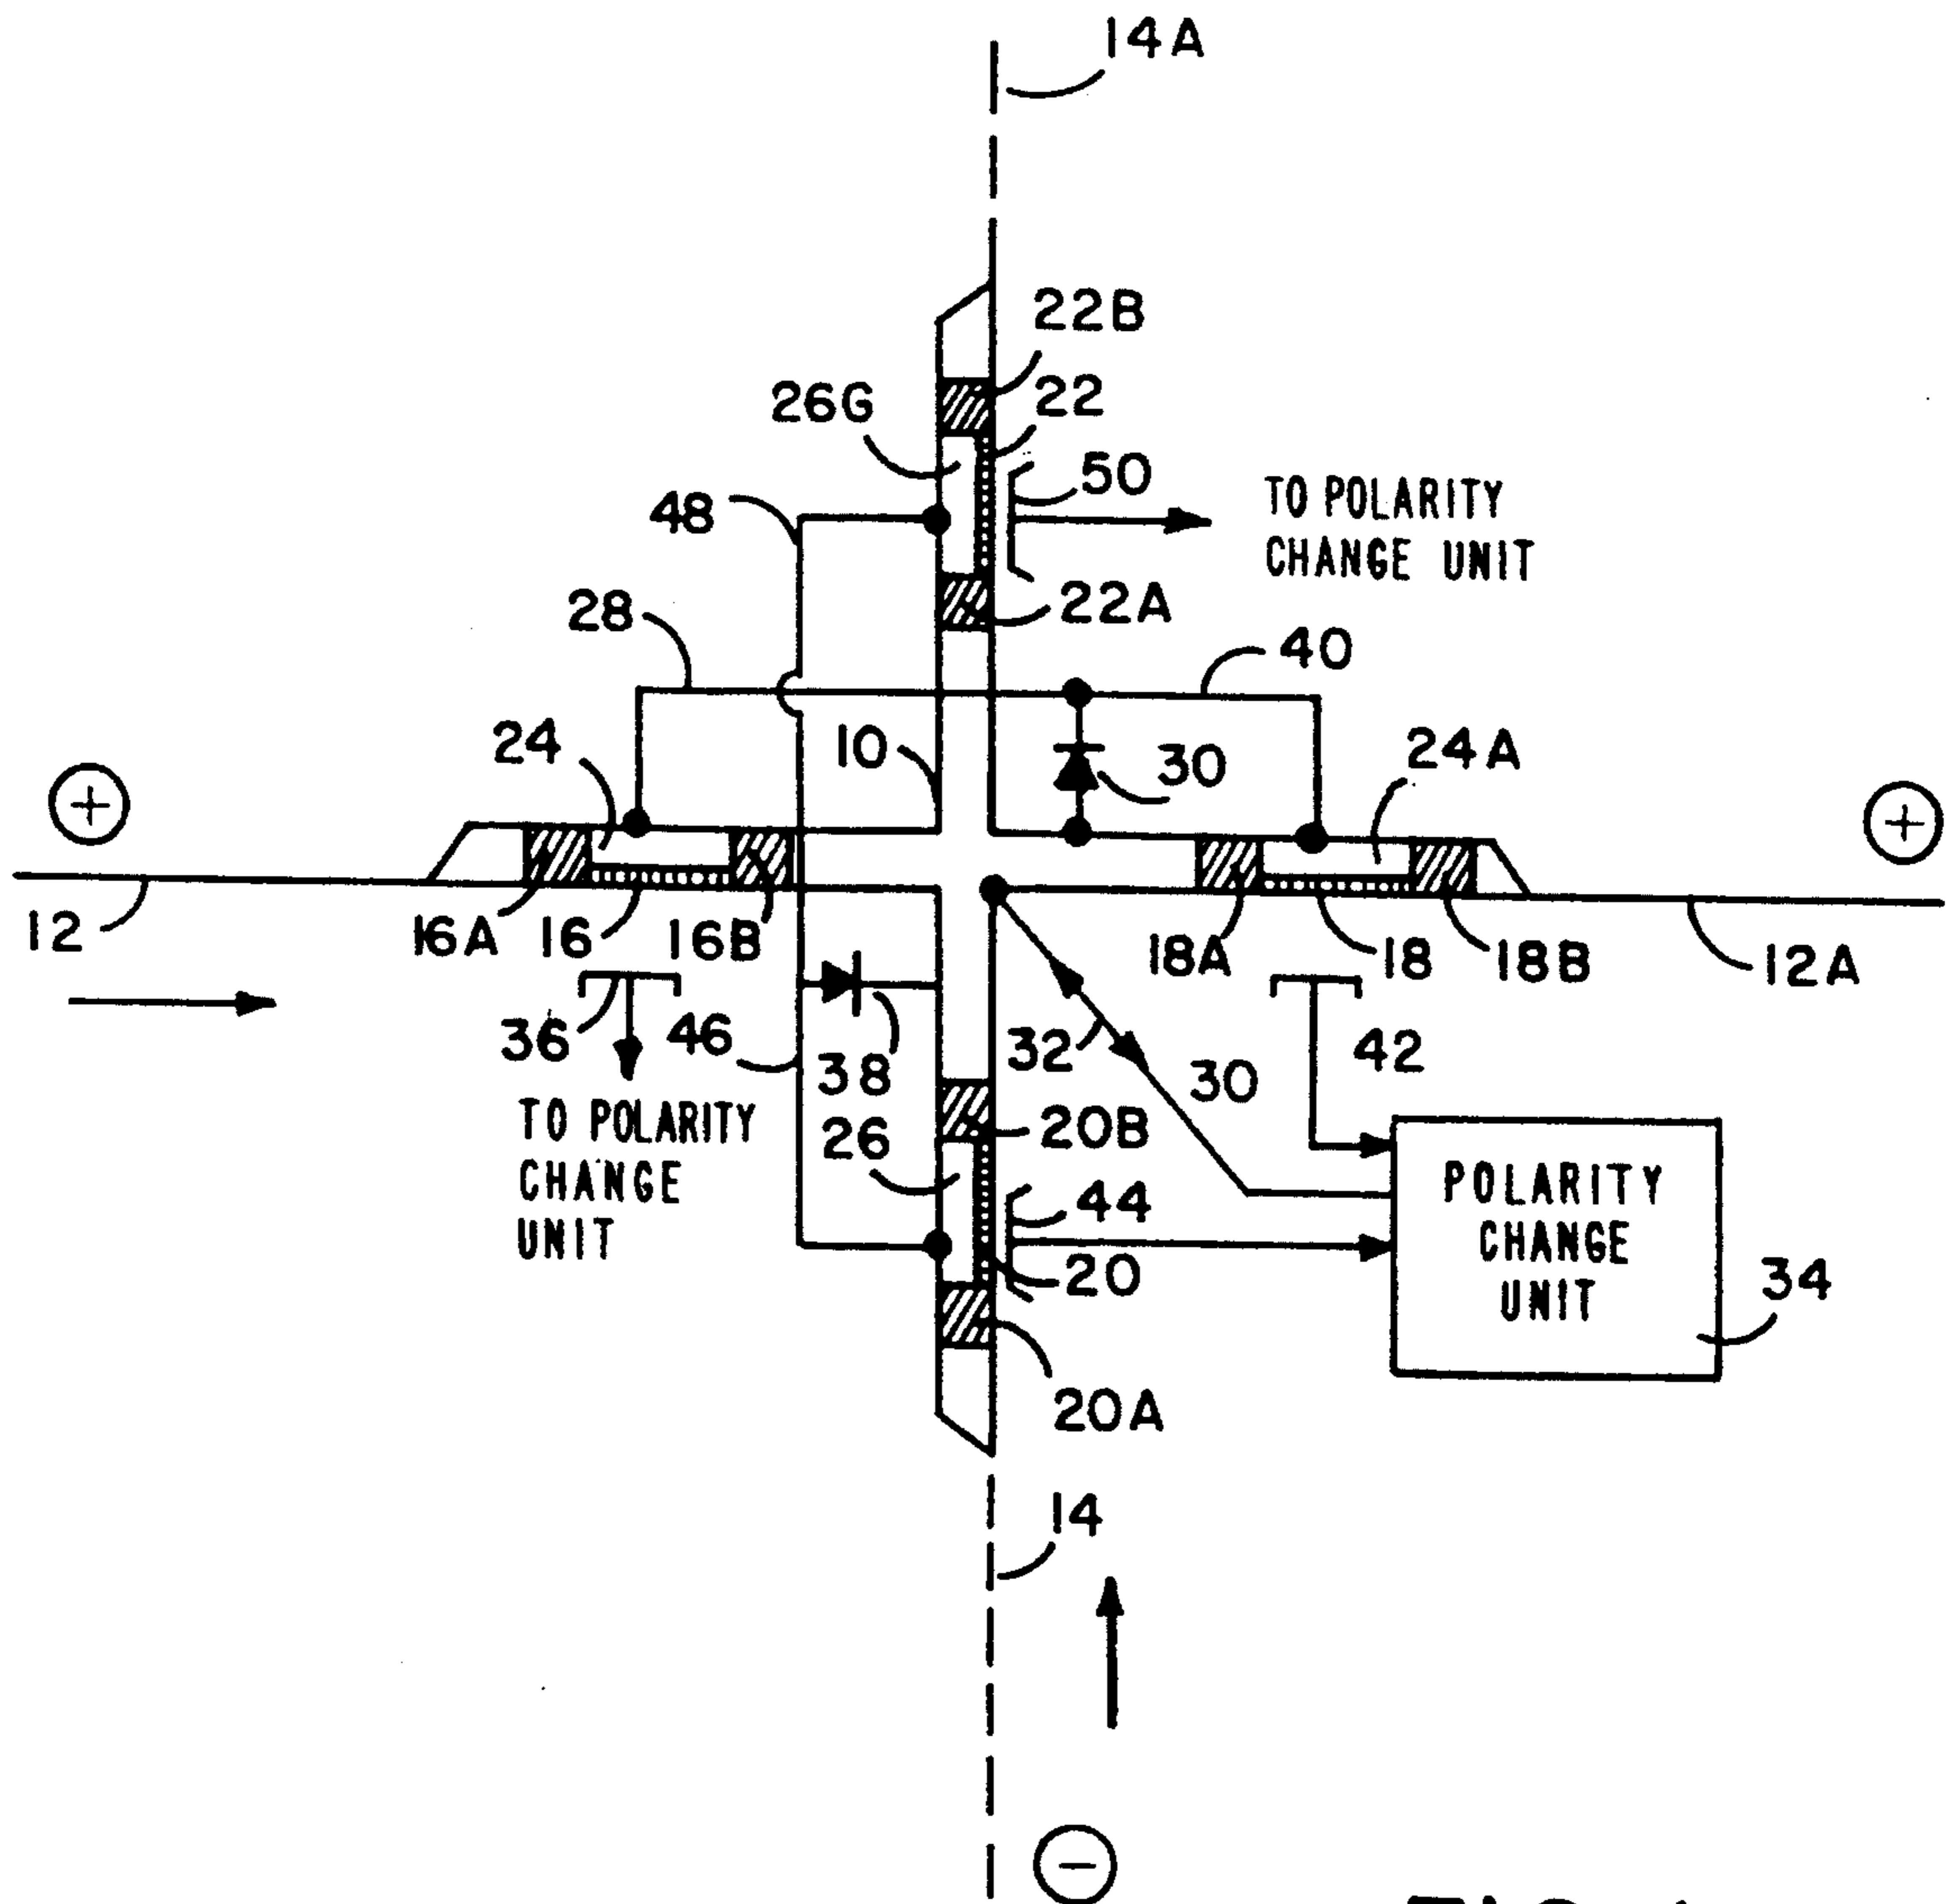 14A
22B
26G
22
50
48
TO POLARITY
CHANGE UNIT
28
22A
40
24
10
30
24A
+
+
12
16A
16
16B
18A
18
18B
12A
36
46
38
32
30
42
TO POLARITY
CHANGE
UNIT
26
20B
44
20
POLARITY
CHANGE
UNIT
34
20A
14
−